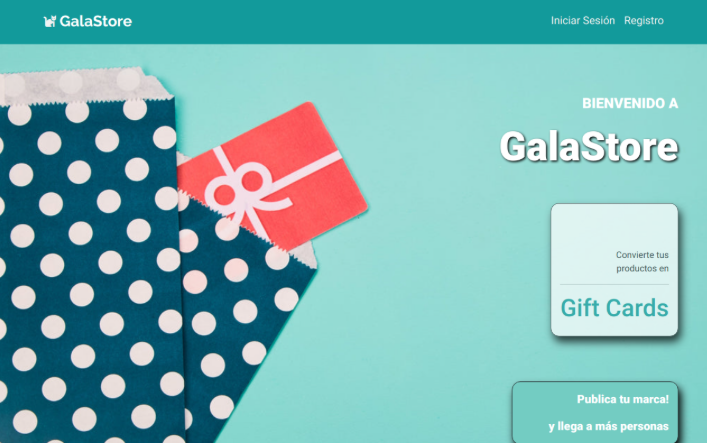 GalaStore
Iniciar Sesión Registro
BIENVENIDO A
GalaStore
Convierte tus
productos en
Gift Cards
Publica tu marca!
y llega a más personas